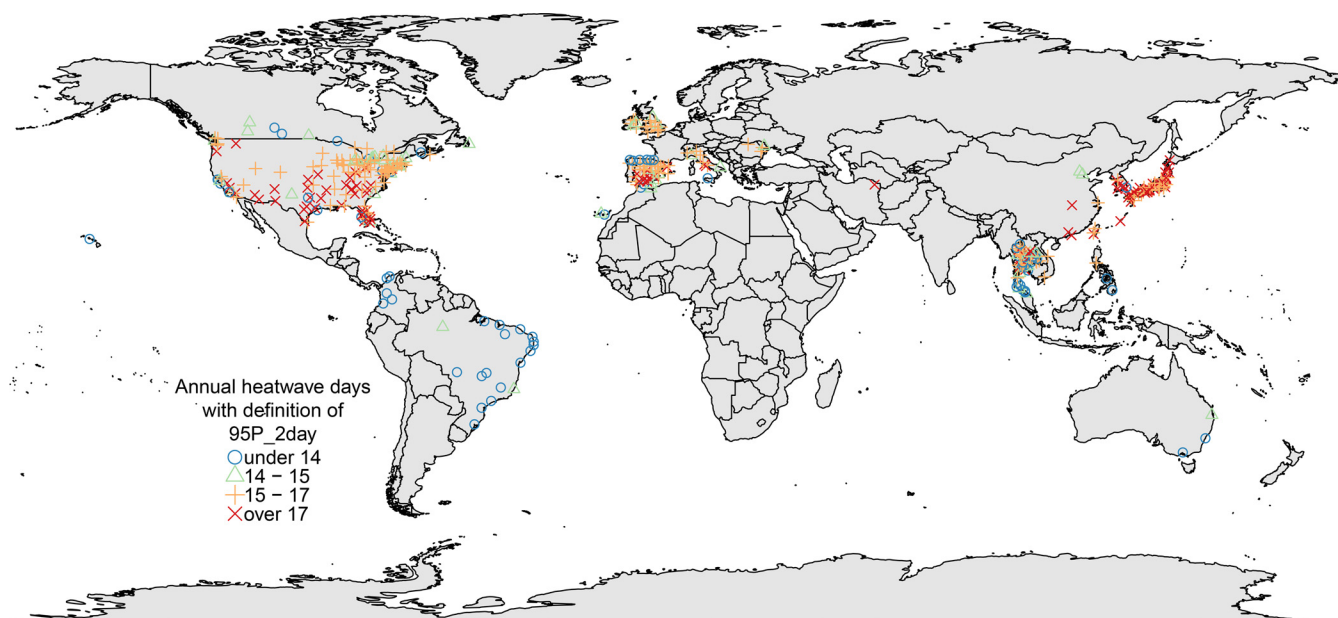 Annual heatwave days
with definition of
95P_2day
under 14
14 − 15
15 − 17
over 17